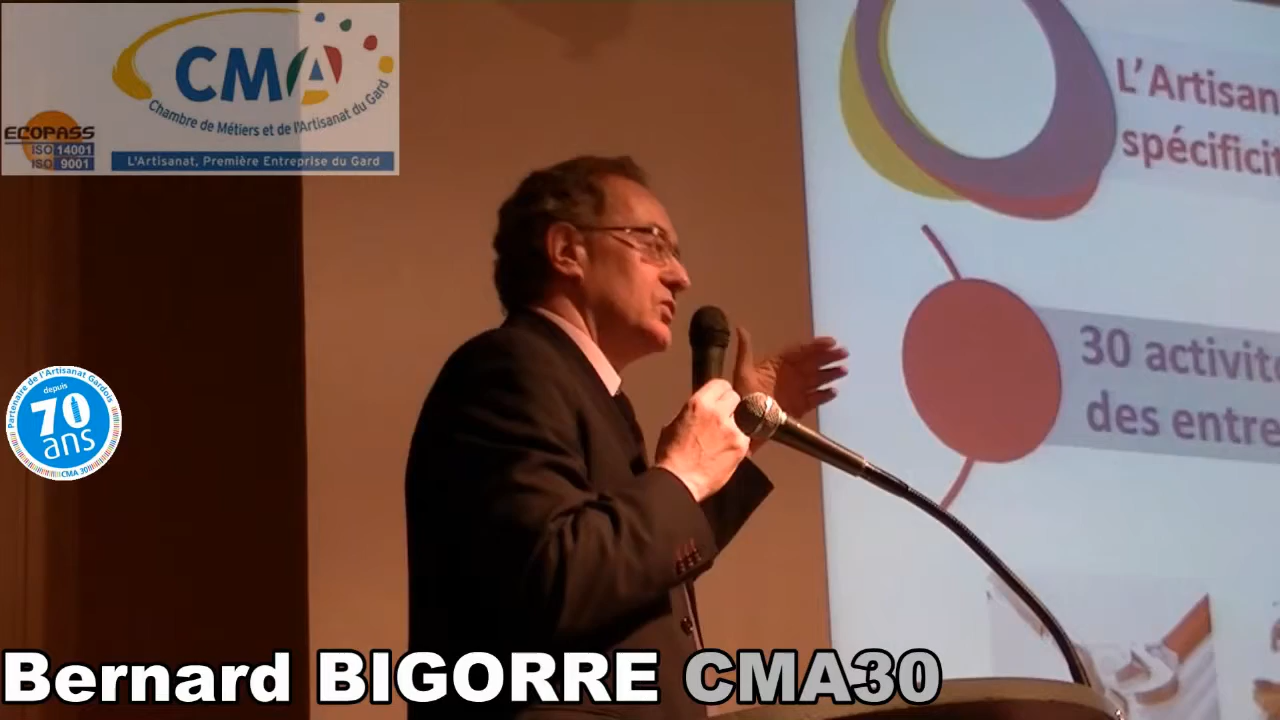 CMA
Chambre de Métiers et de l'Artisanat du Gard
ECOPASS
ISO 14001
ISO 9001
L'Artisanat, Première Entreprise du Gard
L'Artisan
spécificit
30 activité
des entre
Partenaire de l'Artisanat Gardois
depuis
70
ans
CMA 30
Bernard BIGORRE CMA30